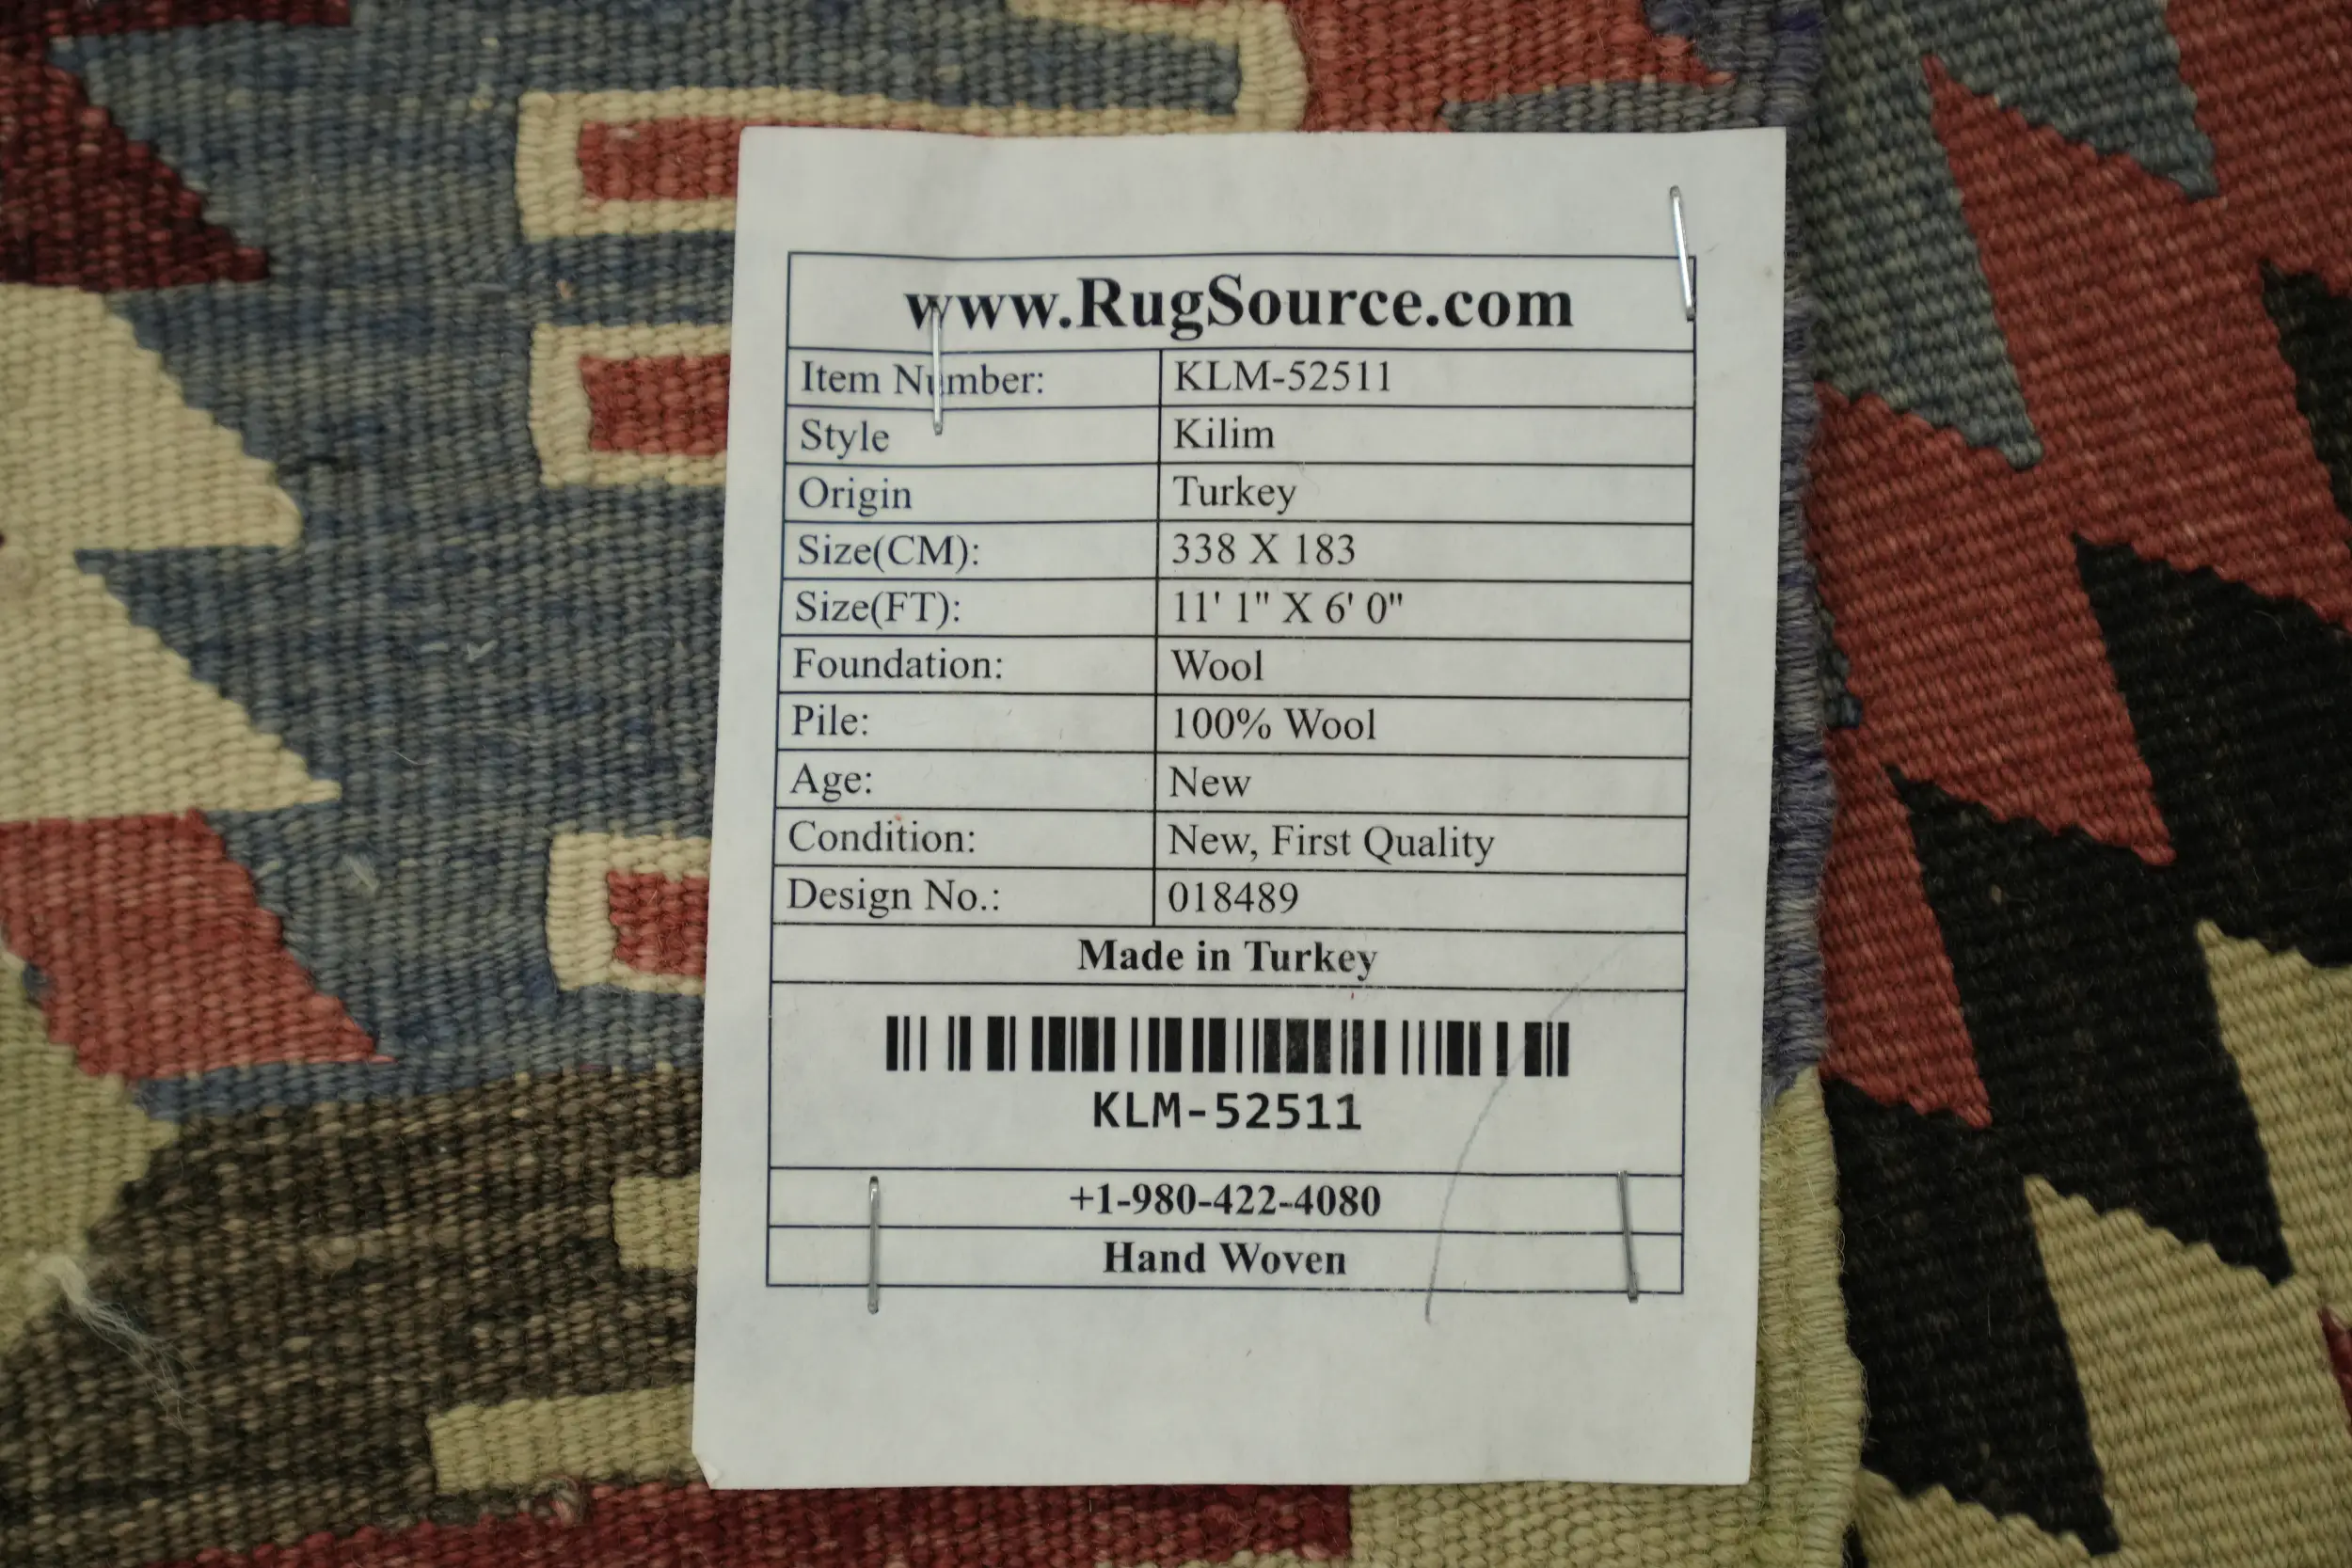 www.RugSource.com
Item Number: KLM-52511
Style Kilim
Origin Turkey
Size(CM): 338 X 183
Size(FT): 11' 1" X 6' 0"
Foundation: Wool
Pile: 100% Wool
Age: New
Condition: New, First Quality
Design No.: 018489
Made in Turkey
KLM-52511
+1-980-422-4080
Hand Woven